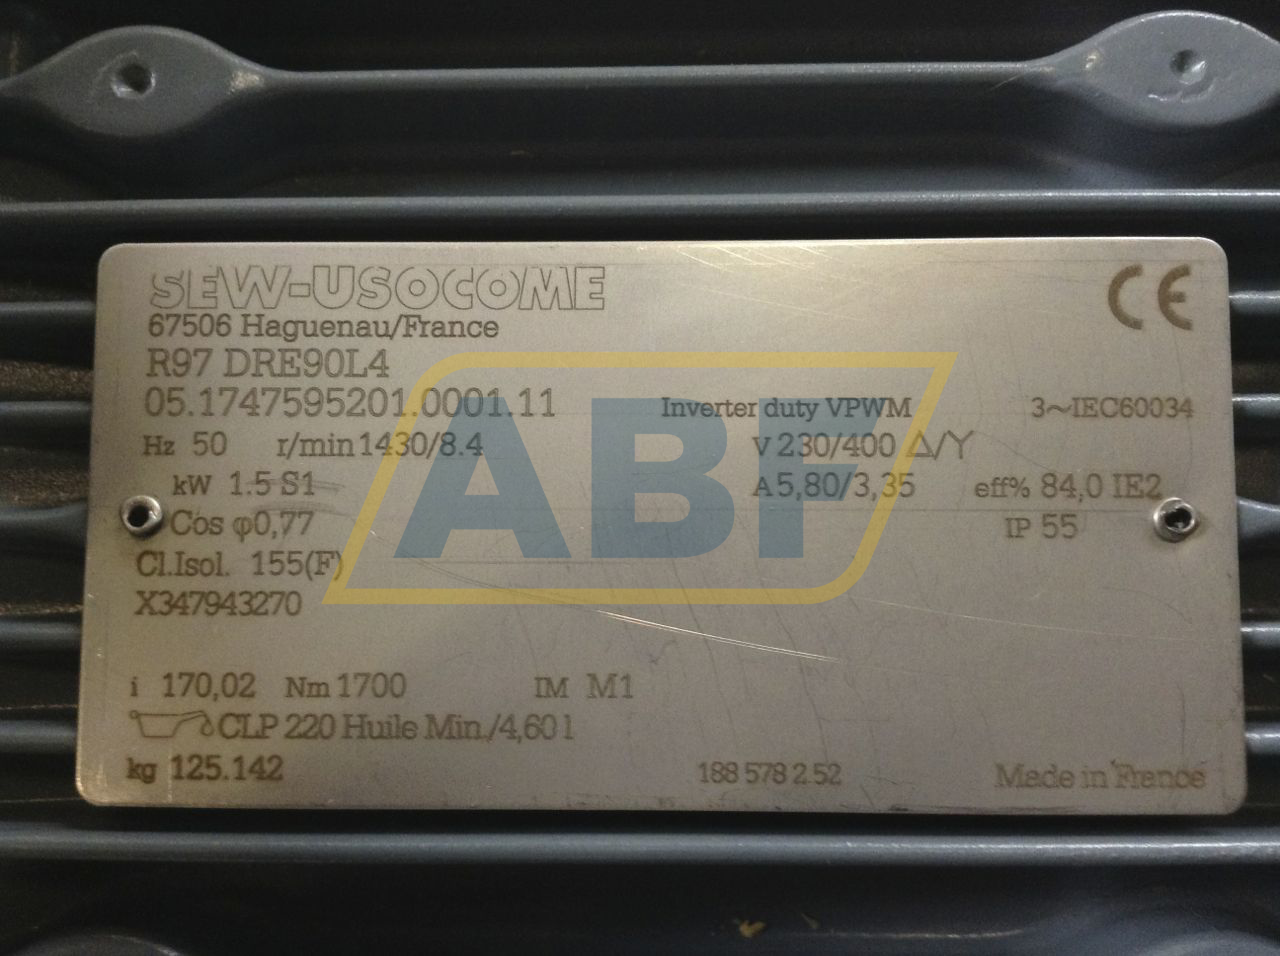 SEW-USOCOME
67506 Haguenau/France
R97 DRE90L4
05.1747595201.0001.11 Inverter duty VPWM 3~IEC60034
Hz 50 r/min 1430/8.4 V 230/400 Δ/Y
kW 1.5 S1 A 5,80/3,35 eff% 84,0 IE2
Cos φ0,77 IP 55
Cl.Isol. 155(F)
X347943270
i 170,02 Nm 1700 IM M1
CLP 220 Huile Min./4,60 l
kg 125.142 188 578 2.52 Made in France
CE
ABF